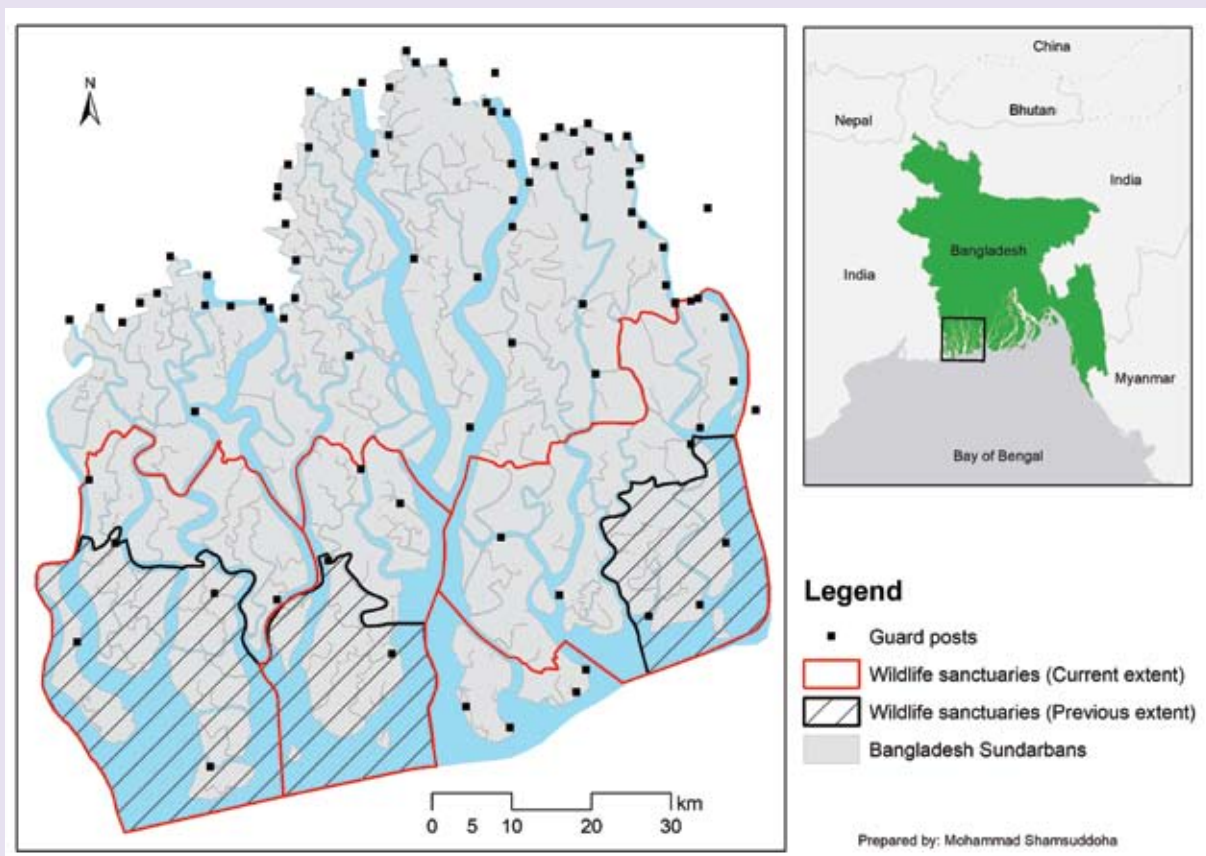 N
China
Nepal
Bhutan
India
Bangladesh
India
Myanmar
Bay of Bengal
Legend
Guard posts
Wildlife sanctuaries (Current extent)
Wildlife sanctuaries (Previous extent)
Bangladesh Sundarbans
km
0 5 10 20 30
Prepared by: Mohammad Shamsuddoha